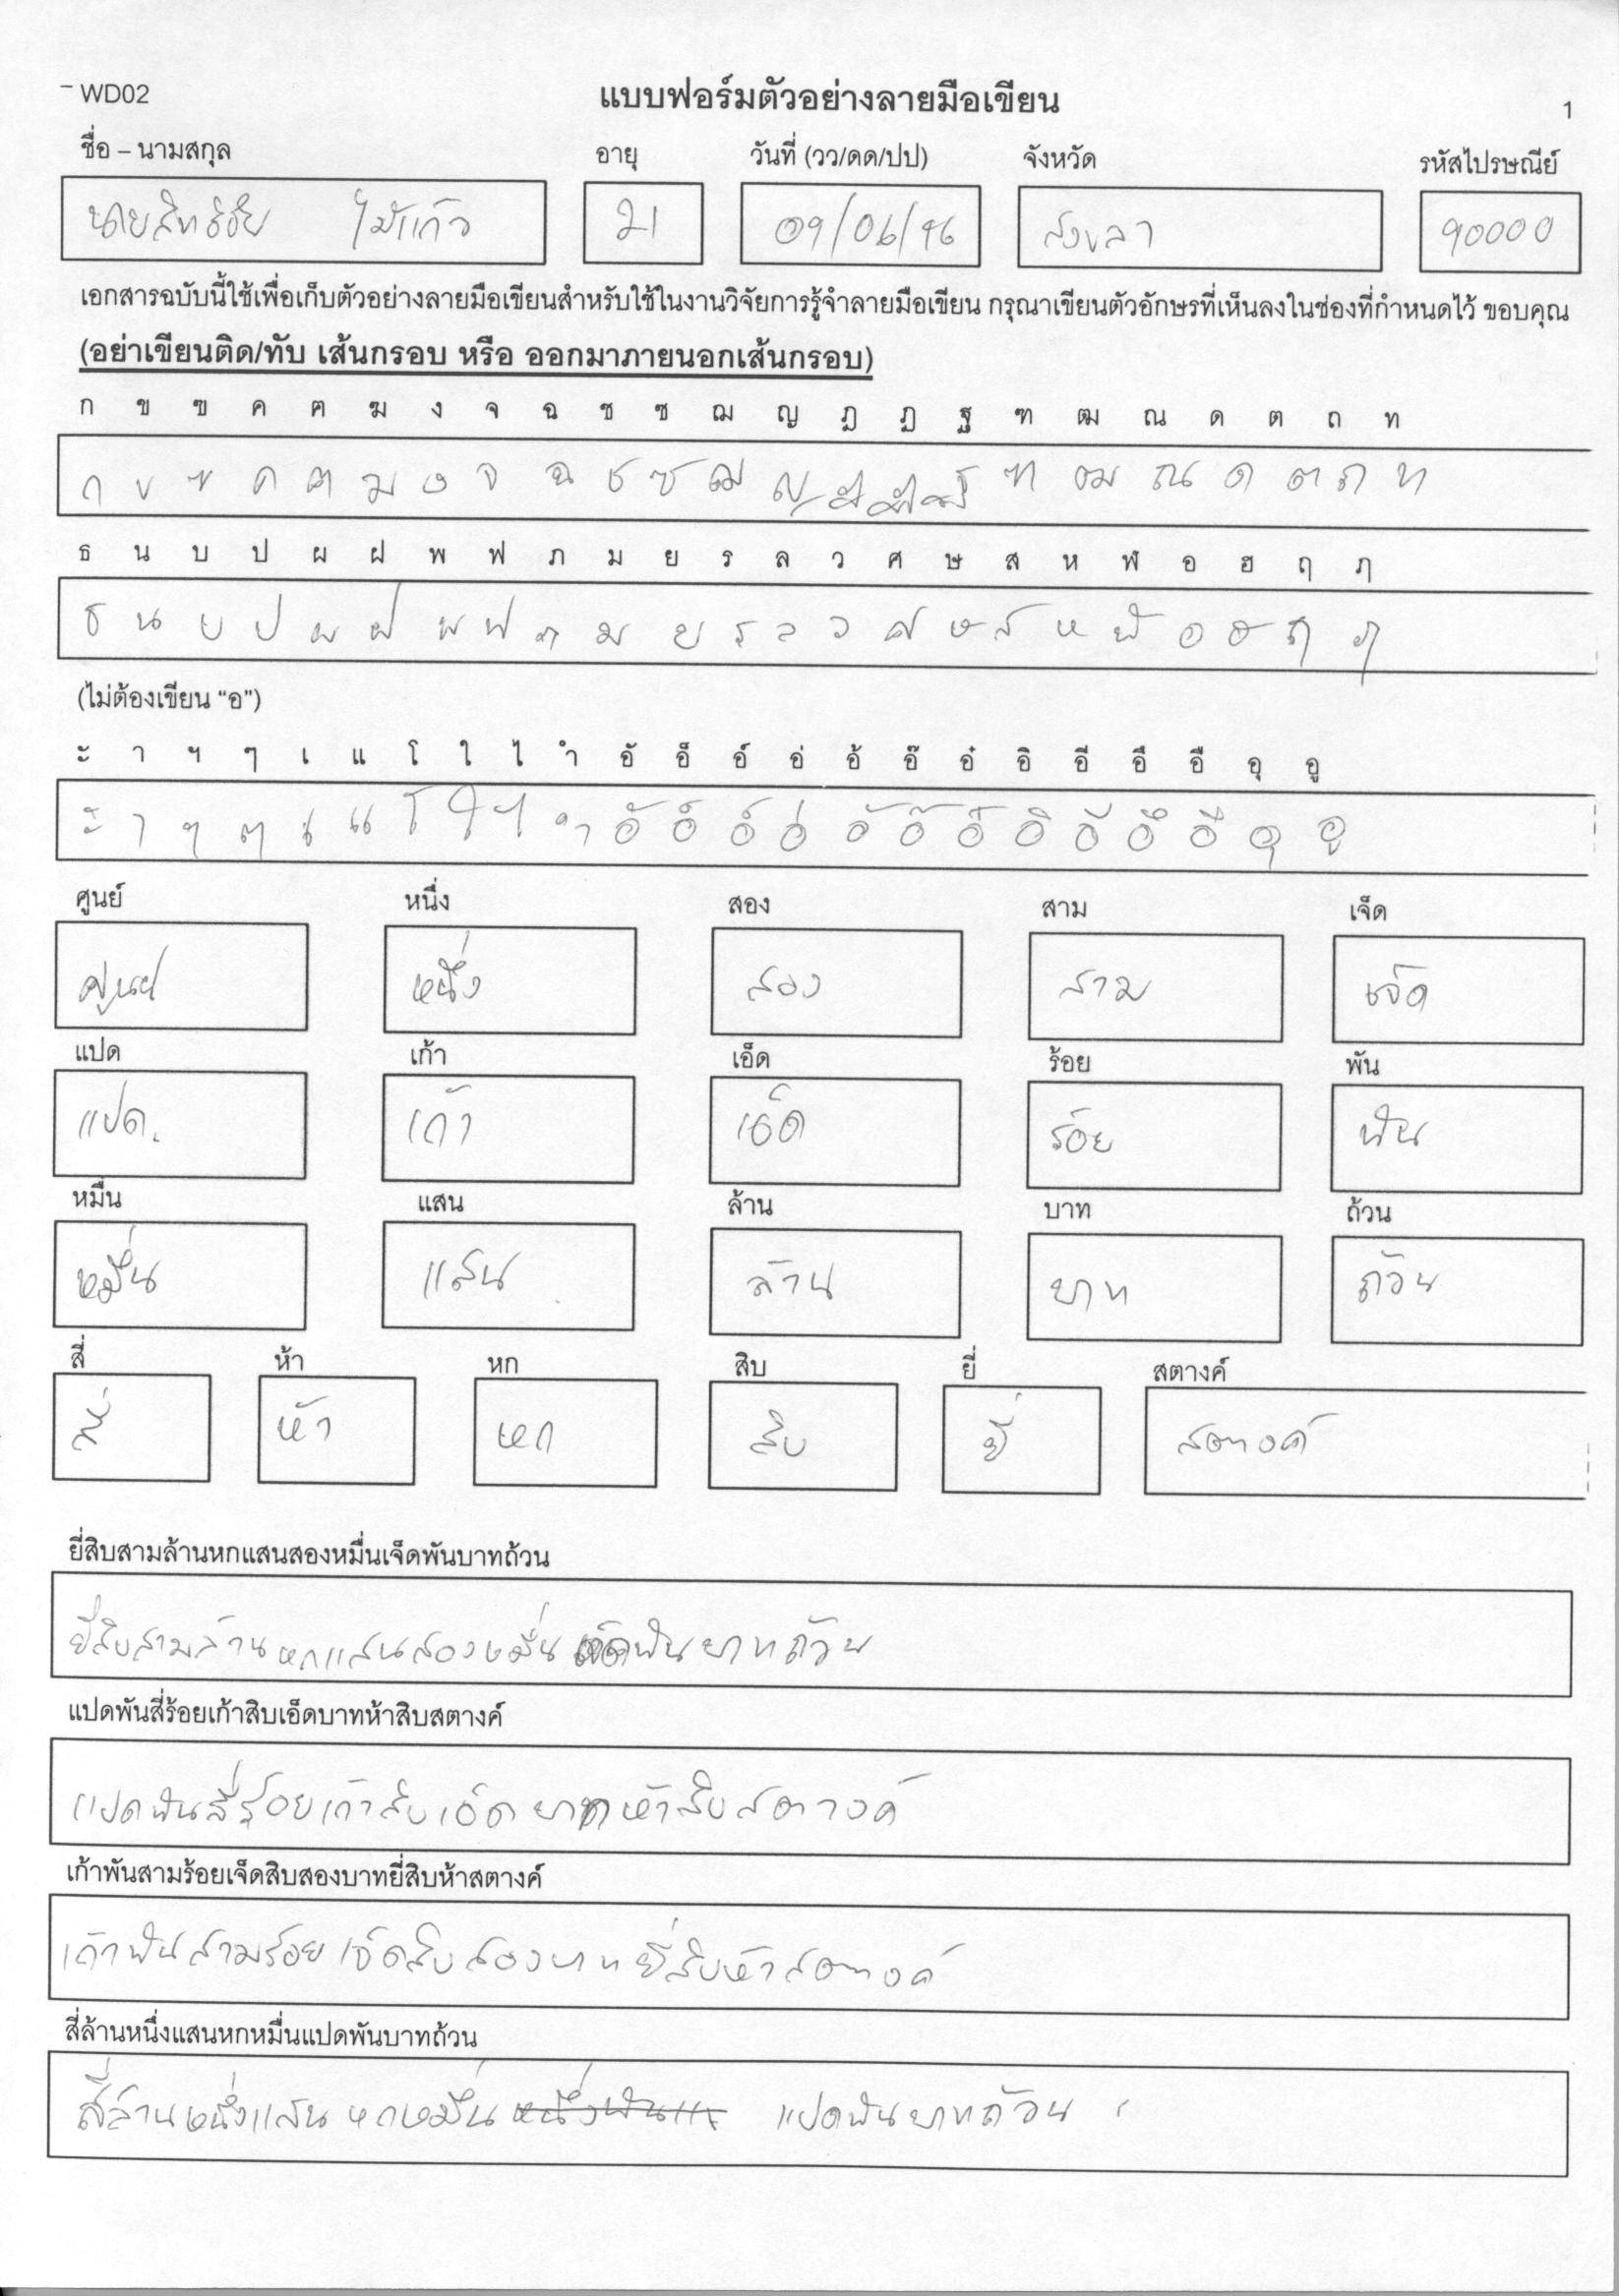 WD02 แบบฟอร์มตัวอย่างลายมือเขียน 1
ชื่อ – นามสกุล อายุ วันที่ (วว/ดด/ปป) จังหวัด รหัสไปรษณีย์
นายสิทธิชัย ไม้แก้ว 21 09/06/46 สงขลา 90000
เอกสารฉบับนี้ใช้เพื่อเก็บตัวอย่างลายมือเขียนสำหรับใช้ในงานวิจัยการรู้จำลายมือเขียน กรุณาเขียนตัวอักษรที่เห็นลงในช่องที่กำหนดไว้ ขอบคุณ
(อย่าเขียนติด/ทับ เส้นกรอบ หรือ ออกมาภายนอกเส้นกรอบ)
ก ข ฃ ค ฅ ฆ ง จ ฉ ช ซ ฌ ญ ฎ ฏ ฐ ฑ ฒ ณ ด ต ถ ท
ก ข ฃ ค ฅ ฆ ง จ ฉ ช ซ ฌ ญ ฎ ฏ ฐ ฑ ฒ ณ ด ต ถ ท
ธ น บ ป ผ ฝ พ ฟ ภ ม ย ร ล ว ศ ษ ส ห ฬ อ ฮ ฤ ฦ
ธ น บ ป ผ ฝ พ ฟ ภ ม ย ร ล ว ศ ษ ส ห ฬ อ ฮ ฤ ฦ
(ไม่ต้องเขียน “อ”)
ะ า ฯ ๆ เ แ โ ใ ไ ำ อั อ็ อ์ อ่ อ้ อ๊ อ๋ อิ อี อึ อื อุ อู
ะ า ฯ ๆ เ แ โ ใ ไ ำ อั อ็ อ์ อ่ อ้ อ๊ อ๋ อิ อี อึ อื อุ อู
ศูนย์ หนึ่ง สอง สาม เจ็ด
ศูนย์ หนึ่ง สอง สาม เจ็ด
แปด เก้า เอ็ด ร้อย พัน
แปด. เก้า เอ็ด ร้อย พัน
หมื่น แสน ล้าน บาท ถ้วน
หมื่น แสน ล้าน บาท ถ้วน
สี่ ห้า หก สิบ ยี่ สตางค์
สี่ ห้า หก สิบ ยี่ สตางค์
ยี่สิบสามล้านหกแสนสองหมื่นเจ็ดพันบาทถ้วน
ยี่สิบสามล้านหกแสนสองหมื่นเจ็ดพันบาทถ้วน
แปดพันสี่ร้อยเก้าสิบเอ็ดบาทห้าสิบสตางค์
แปดพันสี่ร้อยเก้าสิบเอ็ดบาทห้าสิบสตางค์
เก้าพันสามร้อยเจ็ดสิบสองบาทยี่สิบห้าสตางค์
เก้าพันสามร้อยเจ็ดสิบสองบาทยี่สิบห้าสตางค์
สี่ล้านหนึ่งแสนหกหมื่นแปดพันบาทถ้วน
สี่ล้านหนึ่งแสนหกหมื่น หนึ่งพัน แปดพันบาทถ้วน